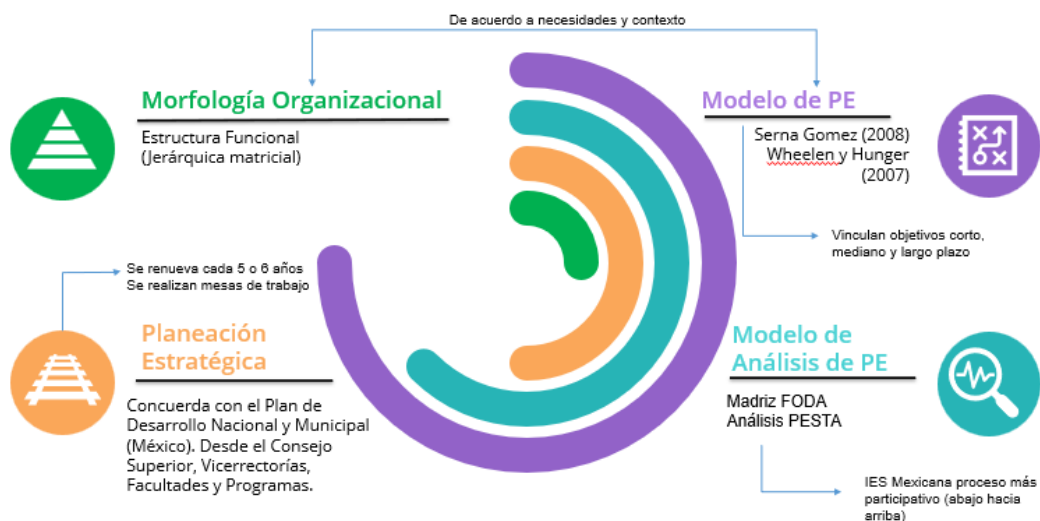 De acuerdo a necesidades y contexto
Morfología Organizacional
Estructura Funcional
(Jerárquica matricial)
Modelo de PE
Serna Gomez (2008)
Wheelen y Hunger
(2007)
Vinculan objetivos corto,
mediano y largo plazo
Se renueva cada 5 o 6 años
Se realizan mesas de trabajo
Planeación
Estratégica
Concuerda con el Plan de
Desarrollo Nacional y Municipal
(México). Desde el Consejo
Superior, Vicerrectorías,
Facultades y Programas.
Modelo de
Análisis de PE
Madriz FODA
Análisis PESTA
IES Mexicana proceso más
participativo (abajo hacia
arriba)